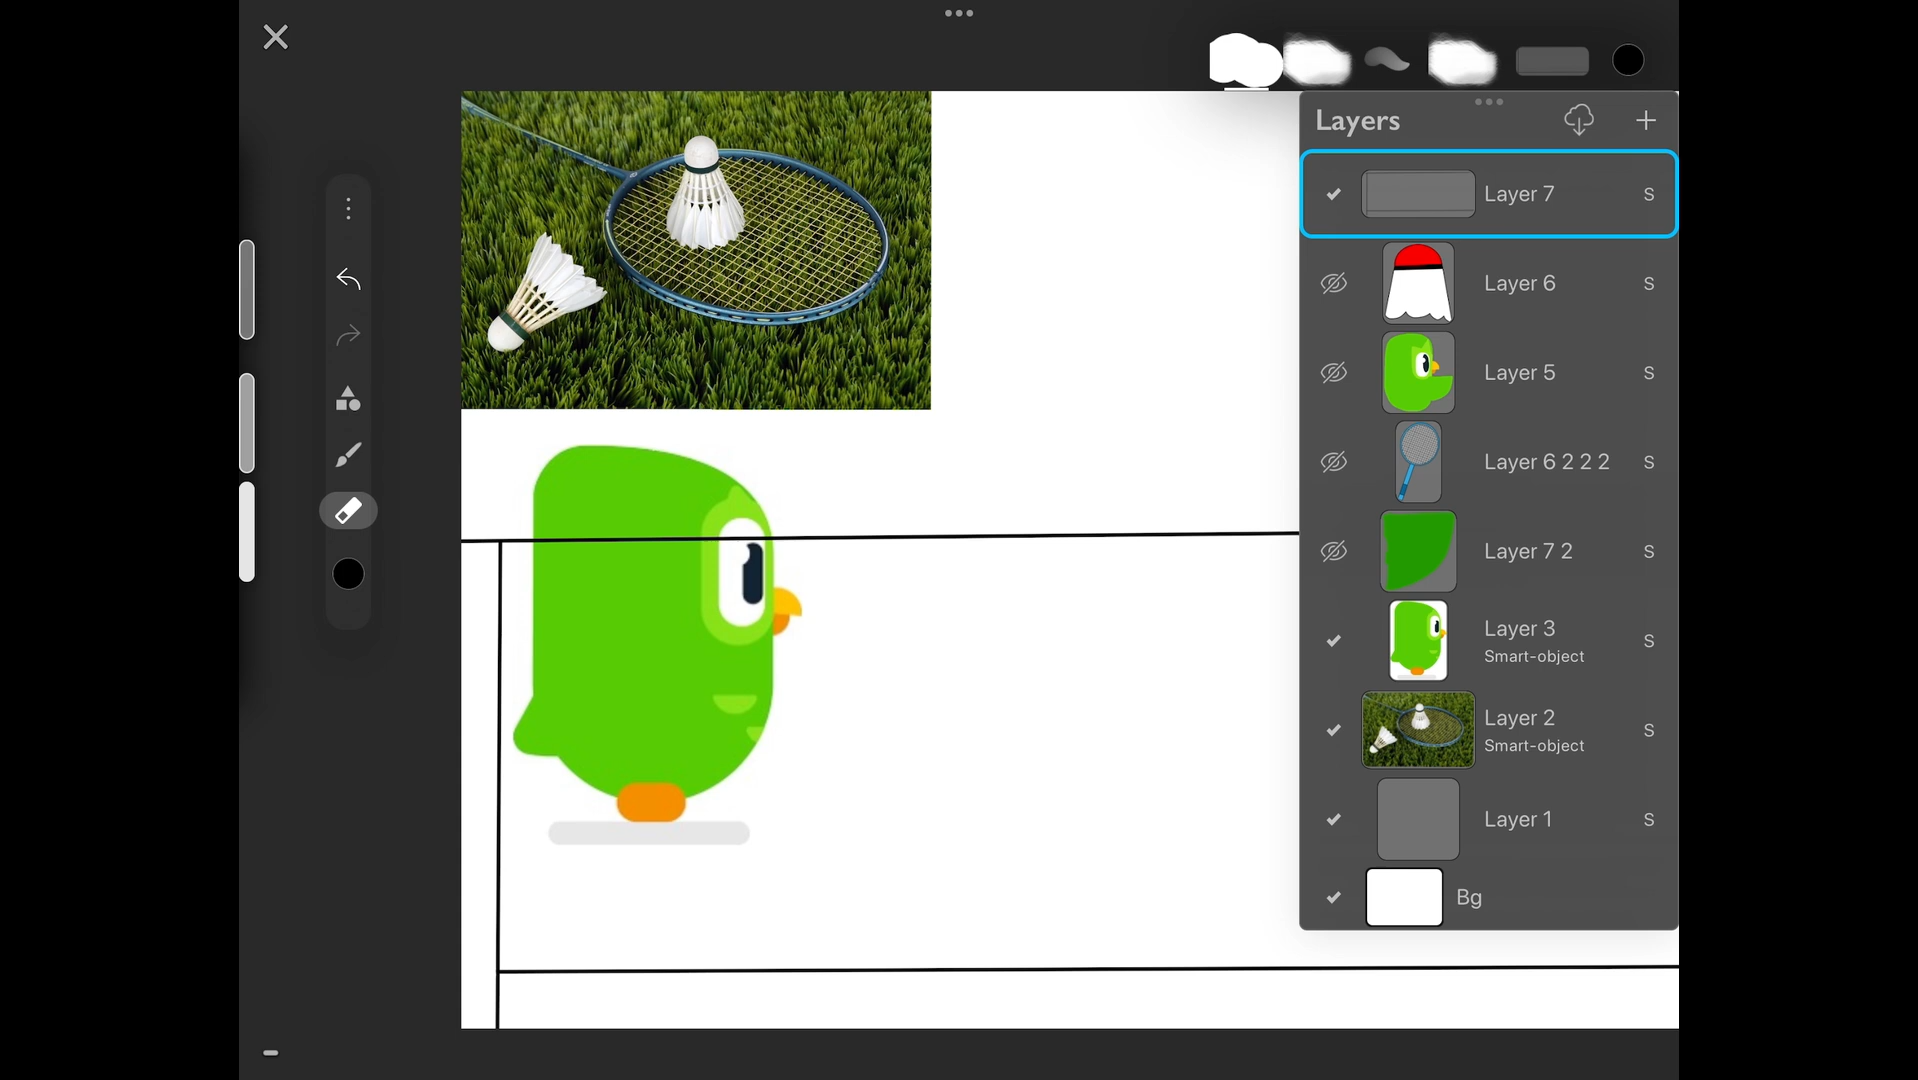 Layers
Layer 7 S
Layer 6 S
Layer 5 S
Layer 6 2 2 2 S
Layer 7 2 S
Layer 3 S
Smart-object
Layer 2 S
Smart-object
Layer 1 S
Bg